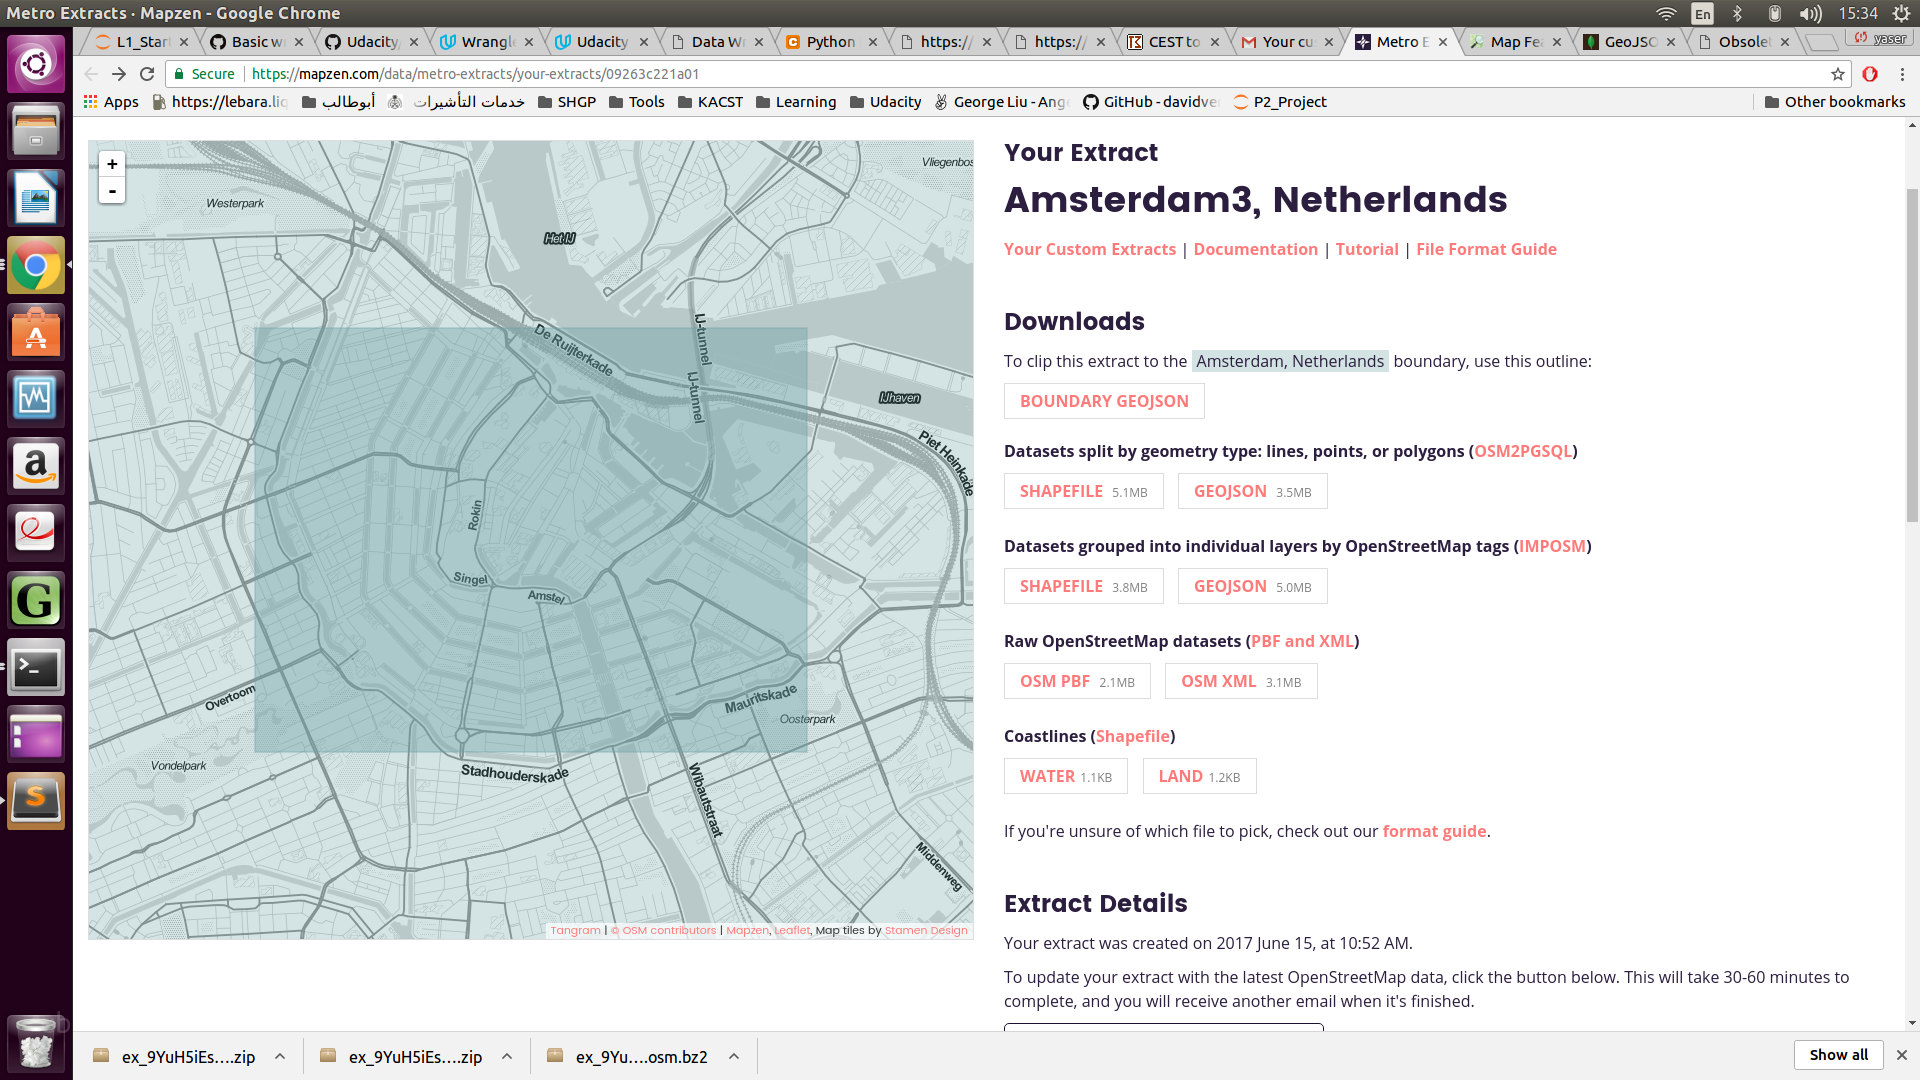 Metro Extracts · Mapzen - Google Chrome
En
15:34
L1_Star
Basic w
Udacity
Wrangle
Udacity
Data W
Python
https:/
https:/
CEST to
Your cu
Metro E
Map Fea
GeoJSO
Obsolet
yaser
Secure
https://mapzen.com/data/metro-extracts/your-extracts/09263c221a01
Apps
https://lebara.liq
أبوطالب
خدمات التأشيرات
SHGP
Tools
KACST
Learning
Udacity
George Liu - Ang
GitHub - davidve
P2_Project
Other bookmarks
+
-
Westerpark
Het IJ
Vliegenbos
De Ruijterkade
IJ-tunnel
IJ-tunnel
IJhaven
Piet Heinkade
Rokin
Singel
Amstel
Overtoom
Mauritskade
Oosterpark
Vondelpark
Stadhouderskade
Wibautstraat
Middenweg
Tangram | © OSM contributors | Mapzen, Leaflet, Map tiles by Stamen Design
Your Extract
Amsterdam3, Netherlands
Your Custom Extracts | Documentation | Tutorial | File Format Guide
Downloads
To clip this extract to the Amsterdam, Netherlands boundary, use this outline:
BOUNDARY GEOJSON
Datasets split by geometry type: lines, points, or polygons (OSM2PGSQL)
SHAPEFILE 5.1MB
GEOJSON 3.5MB
Datasets grouped into individual layers by OpenStreetMap tags (IMPOSM)
SHAPEFILE 3.8MB
GEOJSON 5.0MB
Raw OpenStreetMap datasets (PBF and XML)
OSM PBF 2.1MB
OSM XML 3.1MB
Coastlines (Shapefile)
WATER 1.1KB
LAND 1.2KB
If you're unsure of which file to pick, check out our format guide.
Extract Details
Your extract was created on 2017 June 15, at 10:52 AM.
To update your extract with the latest OpenStreetMap data, click the button below. This will take 30-60 minutes to
complete, and you will receive another email when it's finished.
ex_9YuH5iEs....zip
ex_9YuH5iEs....zip
ex_9Yu....osm.bz2
Show all